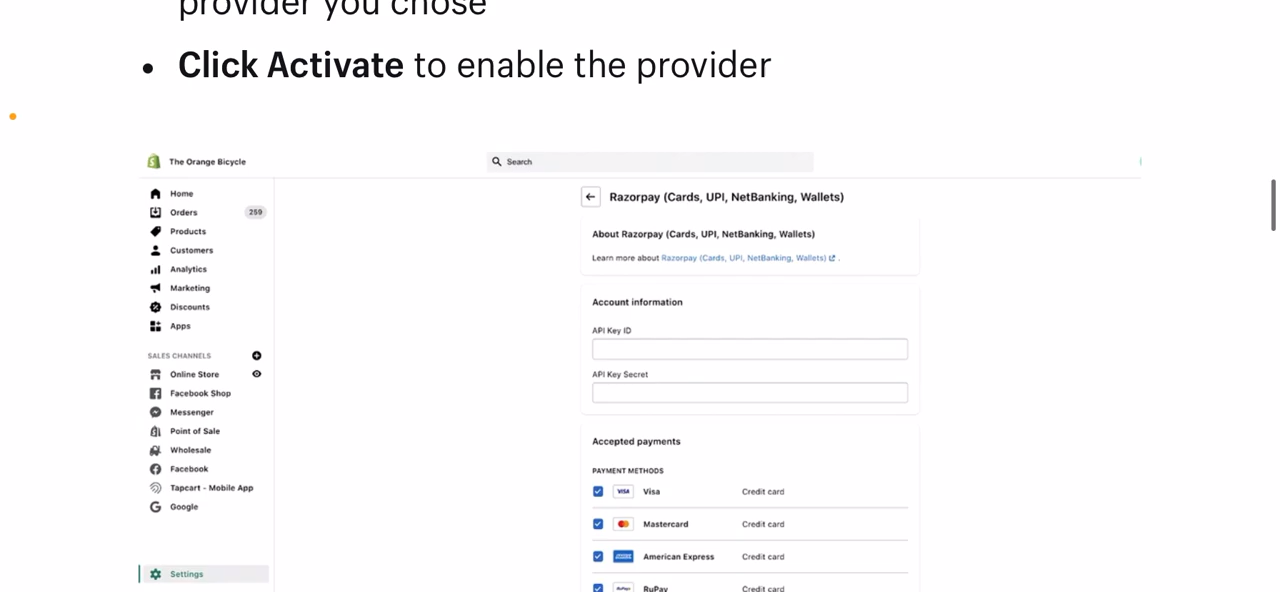 provider you chose
• Click Activate to enable the provider
The Orange Bicycle
Search
Home
Orders 259
Products
Customers
Analytics
Marketing
Discounts
Apps
SALES CHANNELS
Online Store
Facebook Shop
Messenger
Point of Sale
Wholesale
Facebook
Tapcart - Mobile App
Google
Settings
Razorpay (Cards, UPI, NetBanking, Wallets)
About Razorpay (Cards, UPI, NetBanking, Wallets)
Learn more about Razorpay (Cards, UPI, NetBanking, Wallets) .
Account information
API Key ID
API Key Secret
Accepted payments
PAYMENT METHODS
VISA Visa Credit card
Mastercard Credit card
American Express Credit card
RuPay RuPay Credit card